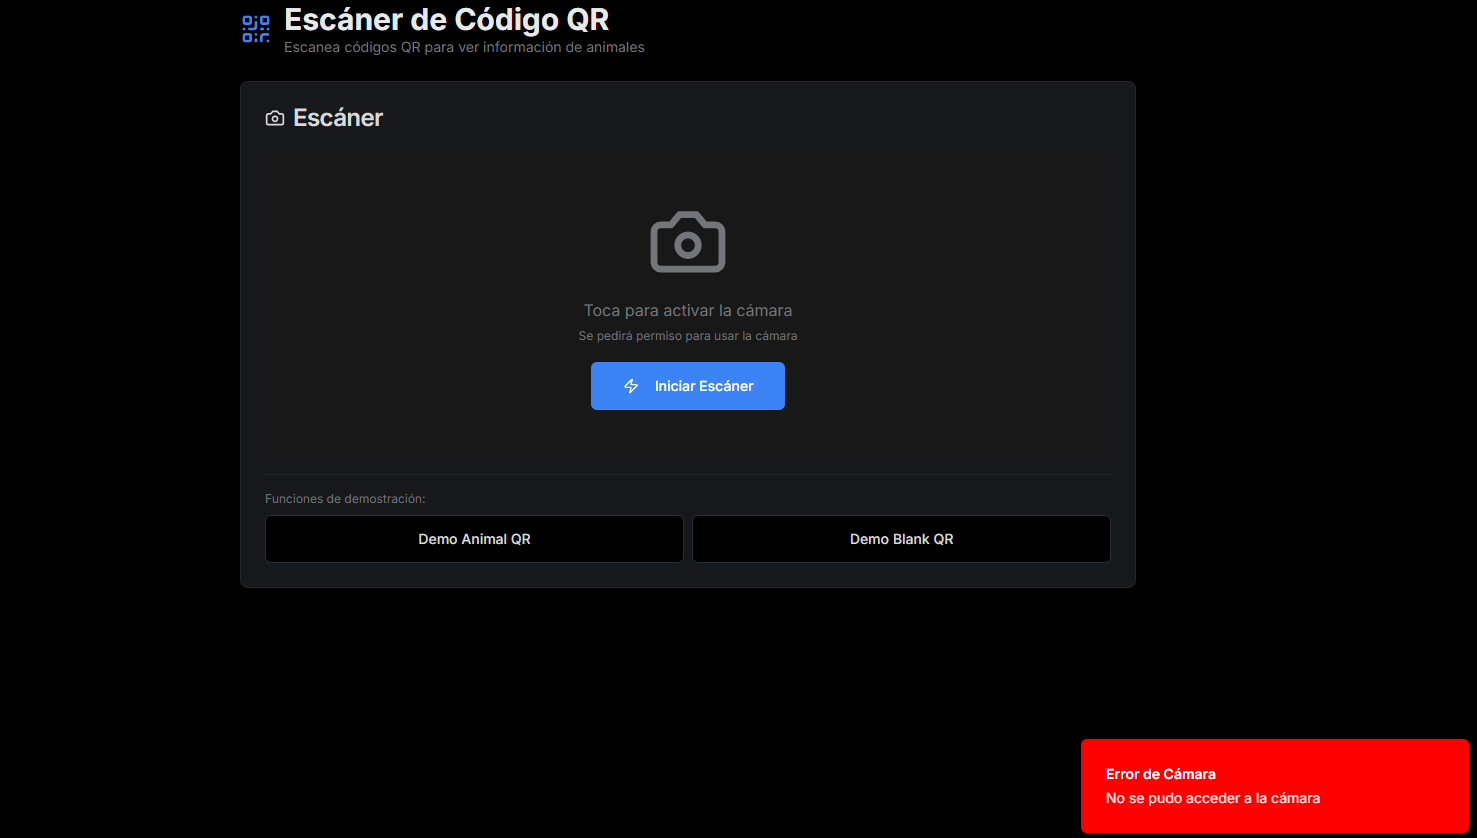 Escáner de Código QR
Escanea códigos QR para ver información de animales
Escáner
Toca para activar la cámara
Se pedirá permiso para usar la cámara
Iniciar Escáner
Funciones de demostración:
Demo Animal QR
Demo Blank QR
Error de Cámara
No se pudo acceder a la cámara